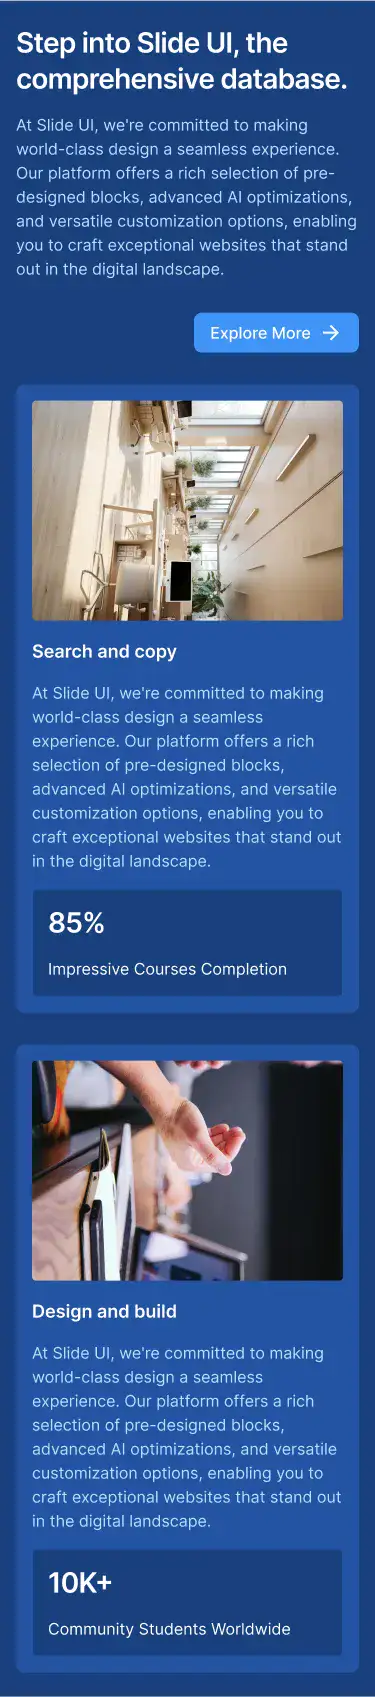 Step into Slide UI, the
comprehensive database.
At Slide UI, we're committed to making
world-class design a seamless experience.
Our platform offers a rich selection of pre-
designed blocks, advanced AI optimizations,
and versatile customization options, enabling
you to craft exceptional websites that stand
out in the digital landscape.
Explore More
Search and copy
At Slide UI, we're committed to making
world-class design a seamless
experience. Our platform offers a rich
selection of pre-designed blocks,
advanced AI optimizations, and versatile
customization options, enabling you to
craft exceptional websites that stand out
in the digital landscape.
85%
Impressive Courses Completion
Design and build
At Slide UI, we're committed to making
world-class design a seamless
experience. Our platform offers a rich
selection of pre-designed blocks,
advanced AI optimizations, and versatile
customization options, enabling you to
craft exceptional websites that stand out
in the digital landscape.
10K+
Community Students Worldwide